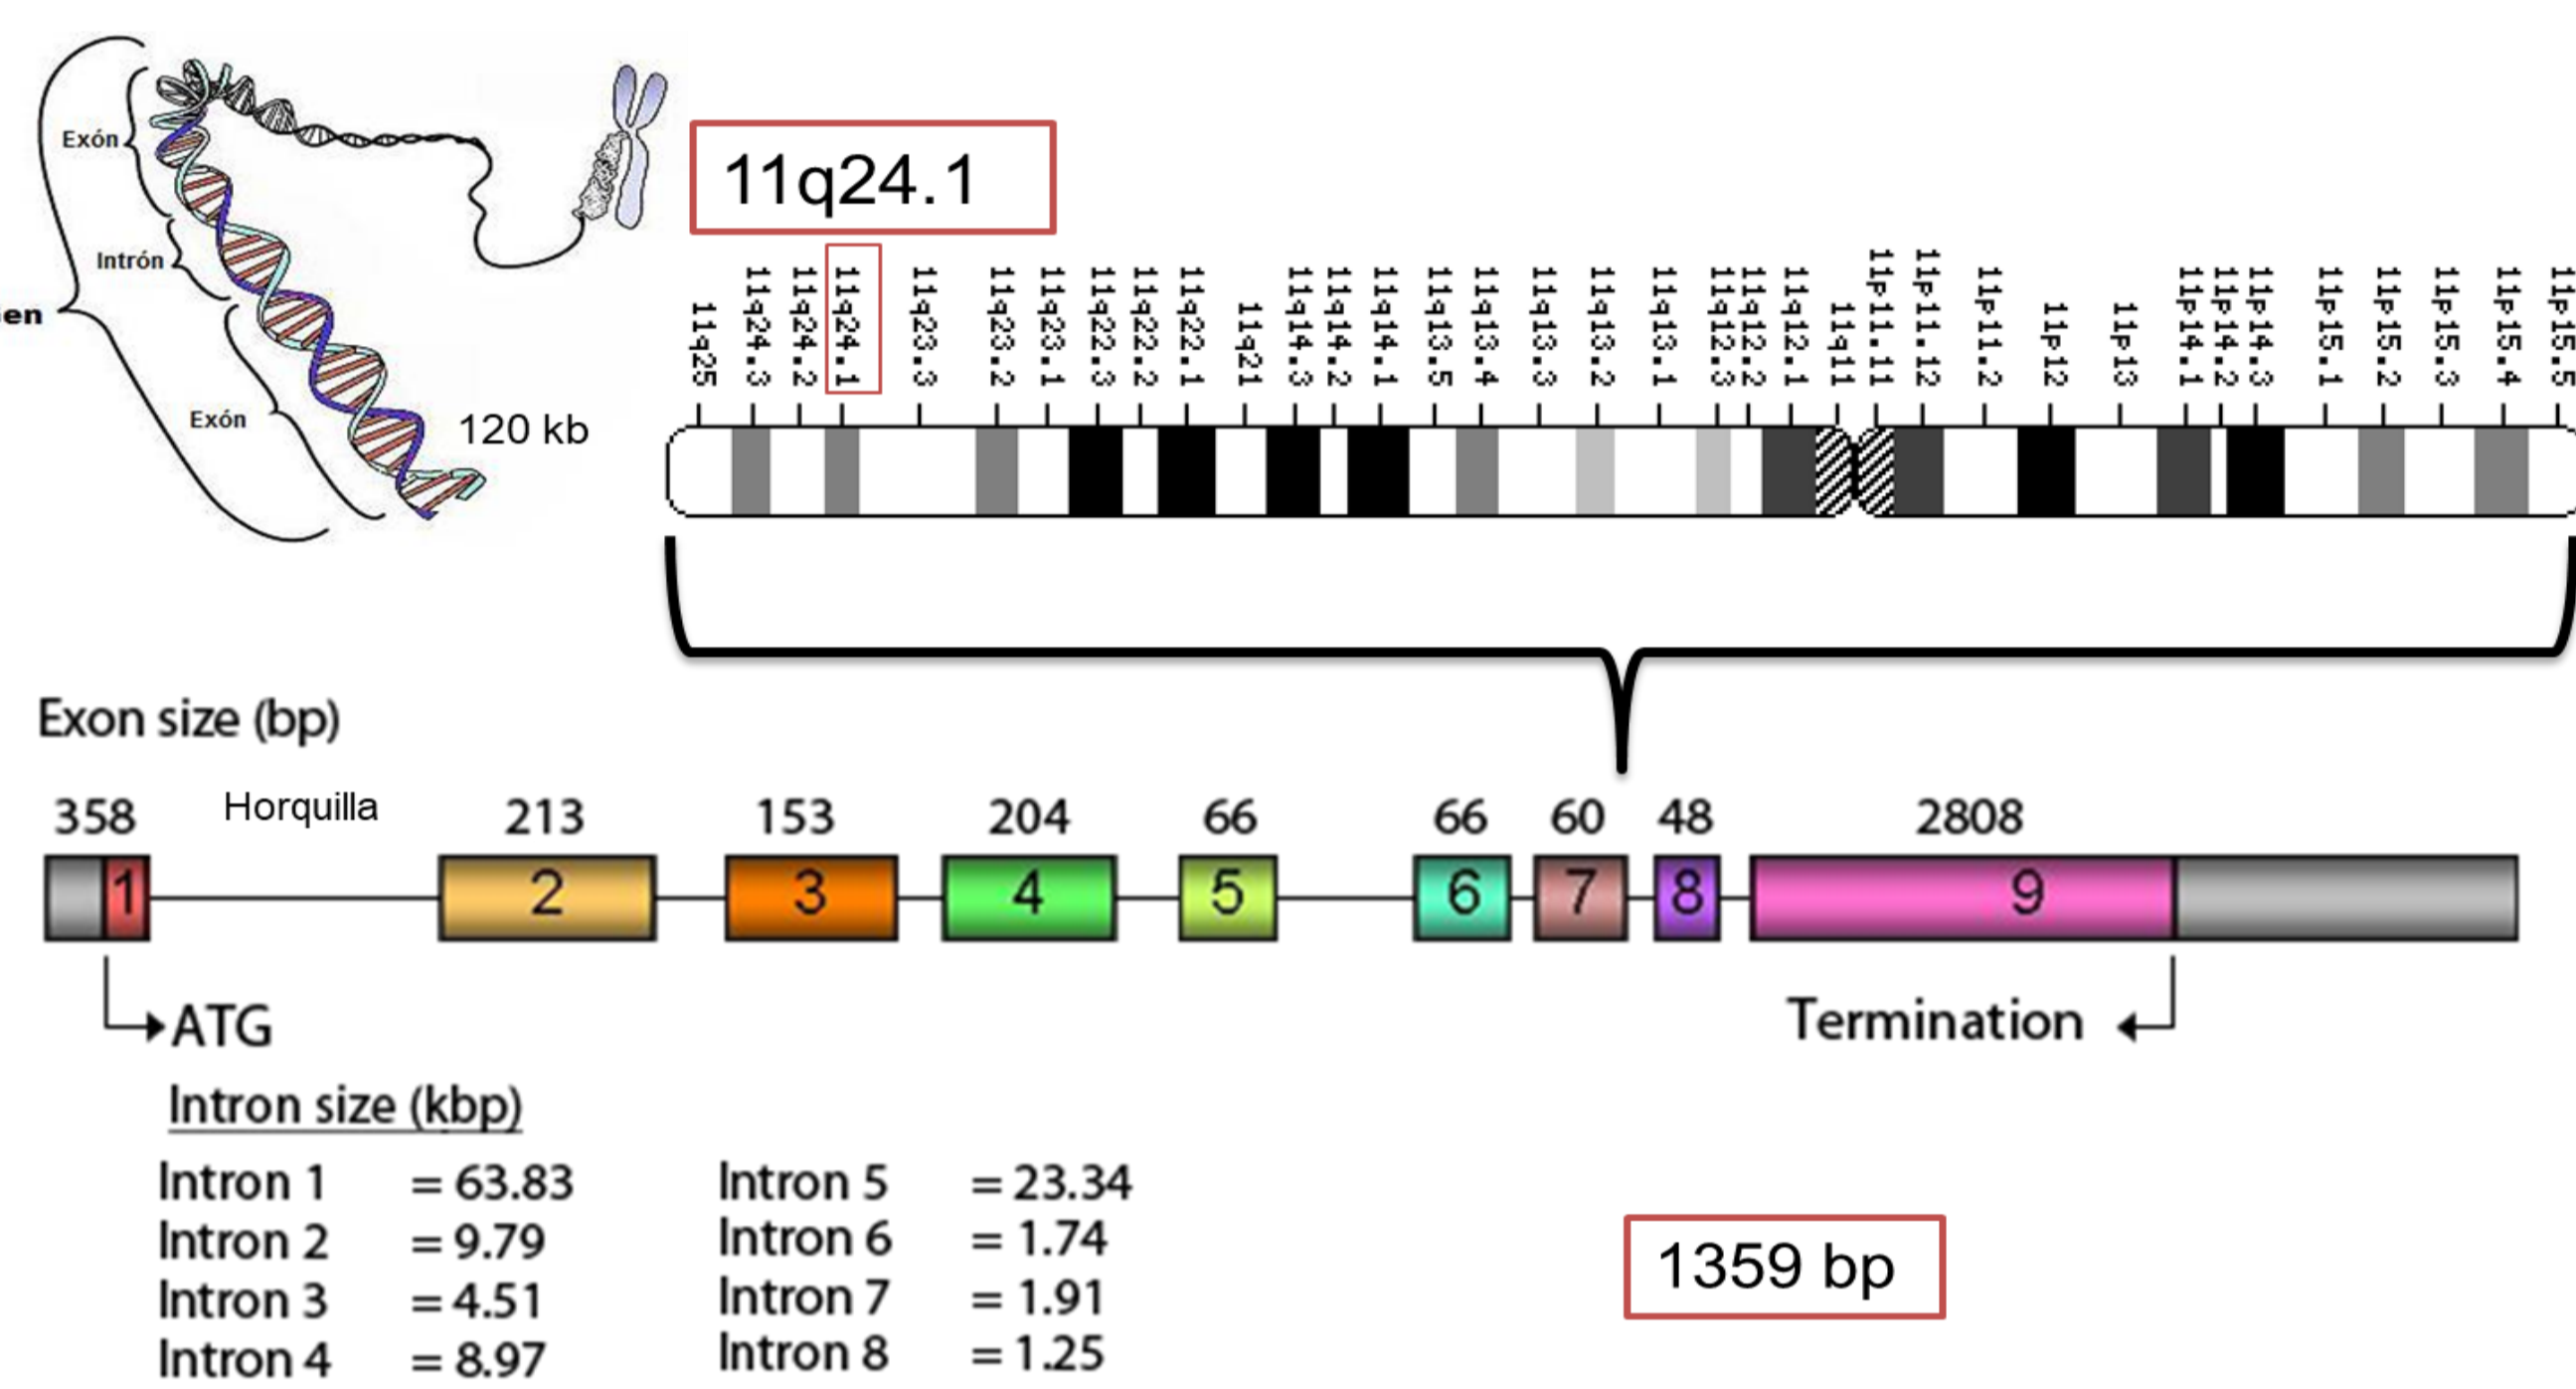 Exón
Intrón
en
Exón
120 kb
11q24.1
11q25
11q24.3
11q24.2
11q24.1
11q23.3
11q23.2
11q23.1
11q22.3
11q22.2
11q22.1
11q21
11q14.3
11q14.2
11q14.1
11q13.5
11q13.4
11q13.3
11q13.2
11q13.1
11q12.3
11q12.2
11q12.1
11q11
11p11.11
11p11.12
11p11.2
11p12
11p13
11p14.1
11p14.2
11p14.3
11p15.1
11p15.2
11p15.3
11p15.4
11p15.5
Exon size (bp)
358 Horquilla 213 153 204 66 66 60 48 2808
1 2 3 4 5 6 7 8 9
ATG Termination
Intron size (kbp)
Intron 1 = 63.83 Intron 5 = 23.34
Intron 2 = 9.79 Intron 6 = 1.74
Intron 3 = 4.51 Intron 7 = 1.91
Intron 4 = 8.97 Intron 8 = 1.25
1359 bp